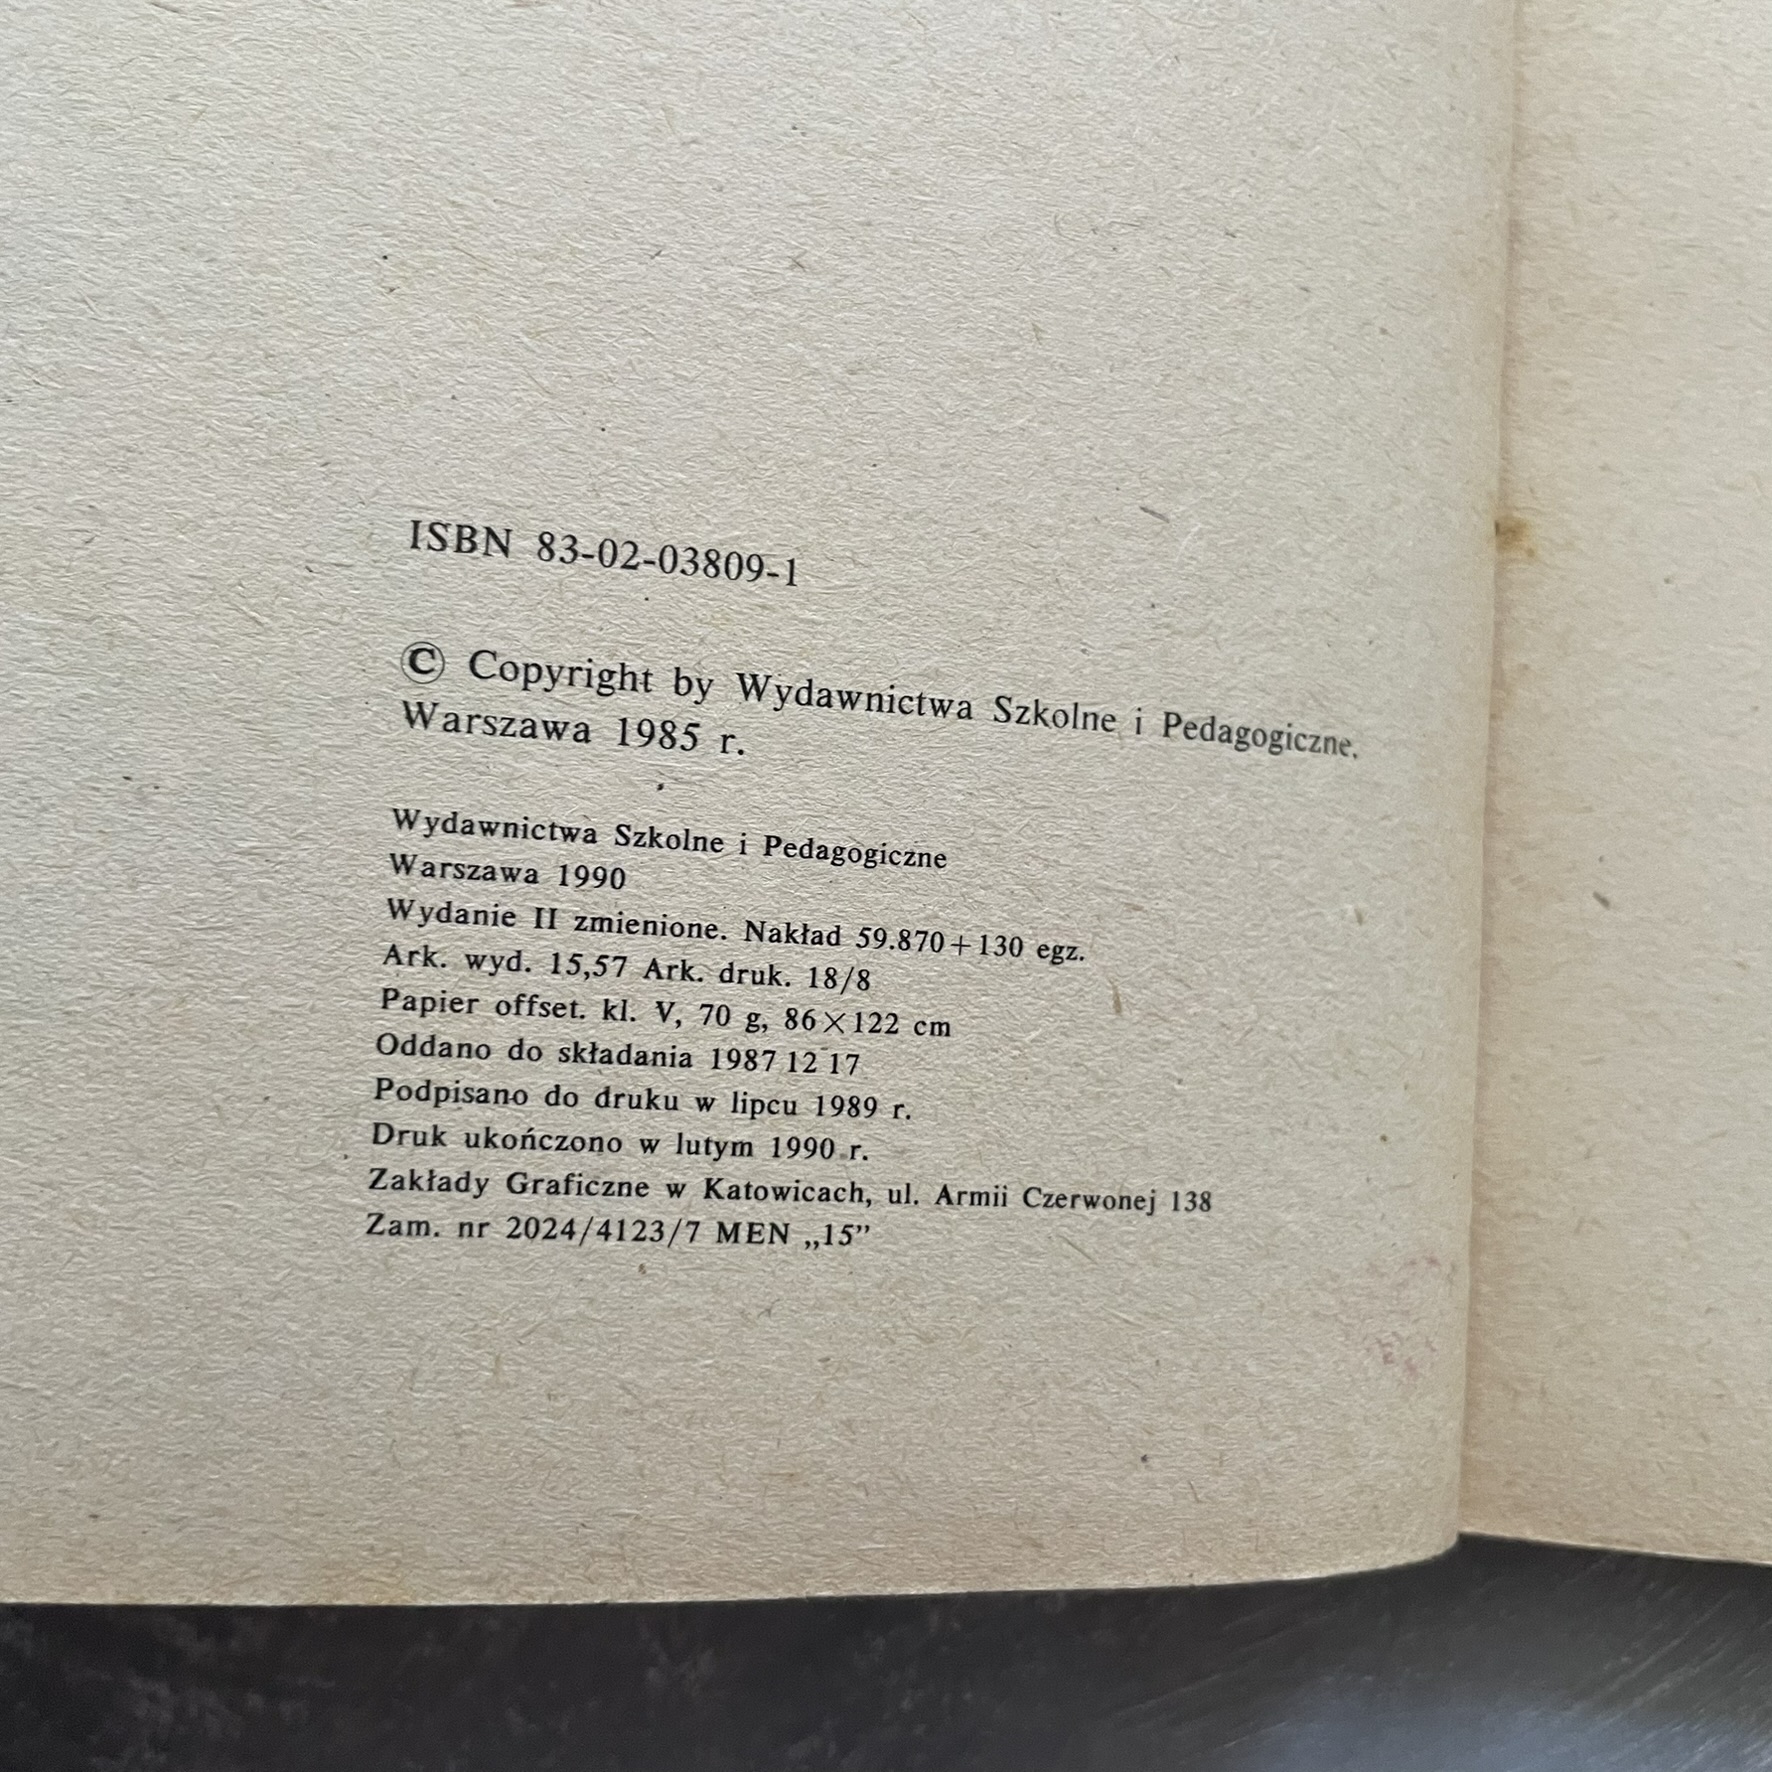 ISBN 83-02-03809-1
© Copyright by Wydawnictwa Szkolne i Pedagogiczne.
Warszawa 1985 r.
Wydawnictwa Szkolne i Pedagogiczne
Warszawa 1990
Wydanie II zmienione. Nakład 59.870+130 egz.
Ark. wyd. 15,57 Ark. druk. 18/8
Papier offset. kl. V, 70 g, 86×122 cm
Oddano do składania 1987 12 17
Podpisano do druku w lipcu 1989 r.
Druk ukończono w lutym 1990 r.
Zakłady Graficzne w Katowicach, ul. Armii Czerwonej 138
Zam. nr 2024/4123/7 MEN „15”